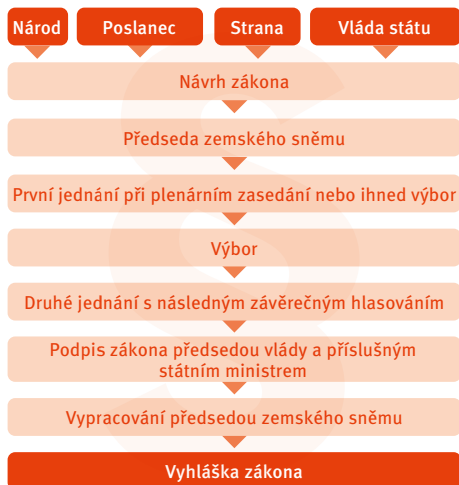 Národ
Poslanec
Strana
Vláda státu
Návrh zákona
Předseda zemského sněmu
První jednání při plenárním zasedání nebo ihned výbor
Výbor
Druhé jednání s následným závěrečným hlasováním
Podpis zákona předsedou vlády a příslušným
státním ministrem
Vypracování předsedou zemského sněmu
Vyhláška zákona